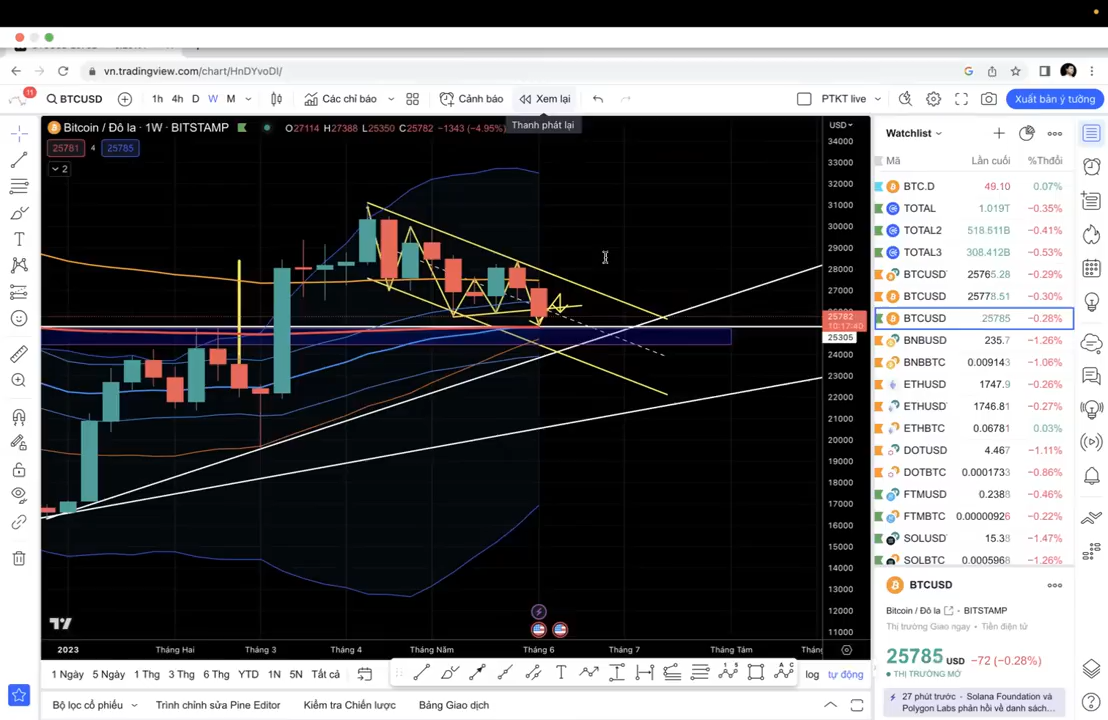 vn.tradingview.com/chart/HnDYvoDI/
11
BTCUSD
1h 4h D W M
Các chỉ báo
Cảnh báo
Xem lại
PTKT live
Xuất bản ý tưởng
Thanh phát lại
Bitcoin / Đô la · 1W · BITSTAMP
O27114 H27388 L25350 C25782 −1343 (−4.95%)
25781 4 25785
2
USD
34000
33000
32000
31000
30000
29000
28000
27000
25782
10:17:40
25305
24000
23000
22000
21000
20000
19000
18000
17000
16000
15000
14000
13000
12000
11000
2023
Tháng Hai
Tháng 3
Tháng 4
Tháng Năm
Tháng 6
Tháng 7
Tháng Tám
1 Ngày 5 Ngày 1 Thg 3 Thg 6 Thg YTD 1N 5N Tất cả
log tự động
Bộ lọc cổ phiếu
Trình chỉnh sửa Pine Editor
Kiểm tra Chiến lược
Bảng Giao dịch
Watchlist
Mã Lần cuối %Thđổi
BTC.D 49.10 0.07%
TOTAL 1.019T −0.35%
TOTAL2 518.511B −0.41%
TOTAL3 308.412B −0.53%
BTCUSD 25765.28 −0.29%
BTCUSD 25778.51 −0.30%
BTCUSD 25785 −0.28%
BNBUSD 235.7 −1.26%
BNBBTC 0.009143 −1.06%
ETHUSD 1747.9 −0.26%
ETHUSD 1746.81 −0.27%
ETHBTC 0.06781 0.03%
DOTUSD 4.467 −1.11%
DOTBTC 0.0001733 −0.86%
FTMUSD 0.2388 −0.46%
FTMBTC 0.00000926 −0.22%
SOLUSD 15.38 −1.47%
SOLBTC 0.0005968 −1.26%
BTCUSD
Bitcoin / Đô la · BITSTAMP
Thị trường Giao ngay · Tiền điện tử
25785 USD −72 (−0.28%)
THỊ TRƯỜNG MỞ
27 phút trước · Solana Foundation và
Polygon Labs phản hồi về danh sách…